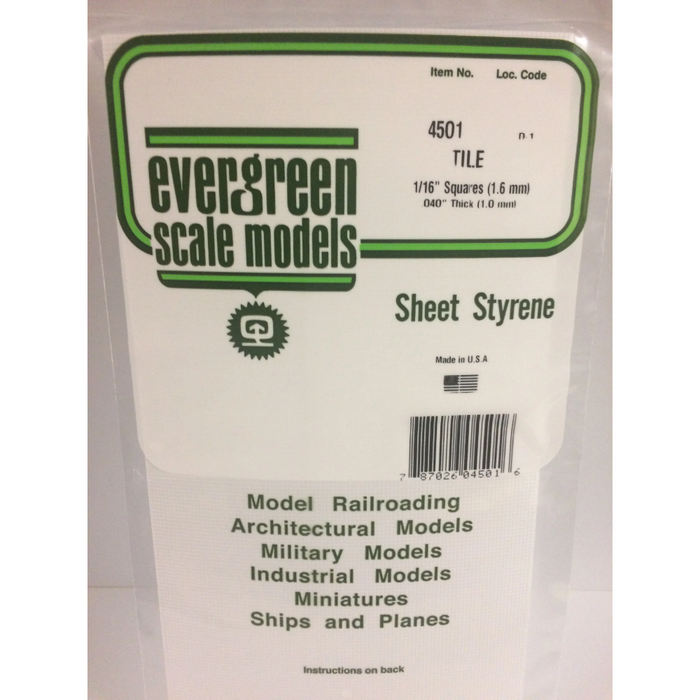 Item No. Loc. Code
4501 D-1
TILE
1/16" Squares (1.6 mm)
.040" Thick (1.0 mm)
evergreen
scale models
Sheet Styrene
Made in U.S.A
7 87026 04501 6
Model Railroading
Architectural Models
Military Models
Industrial Models
Miniatures
Ships and Planes
Instructions on back